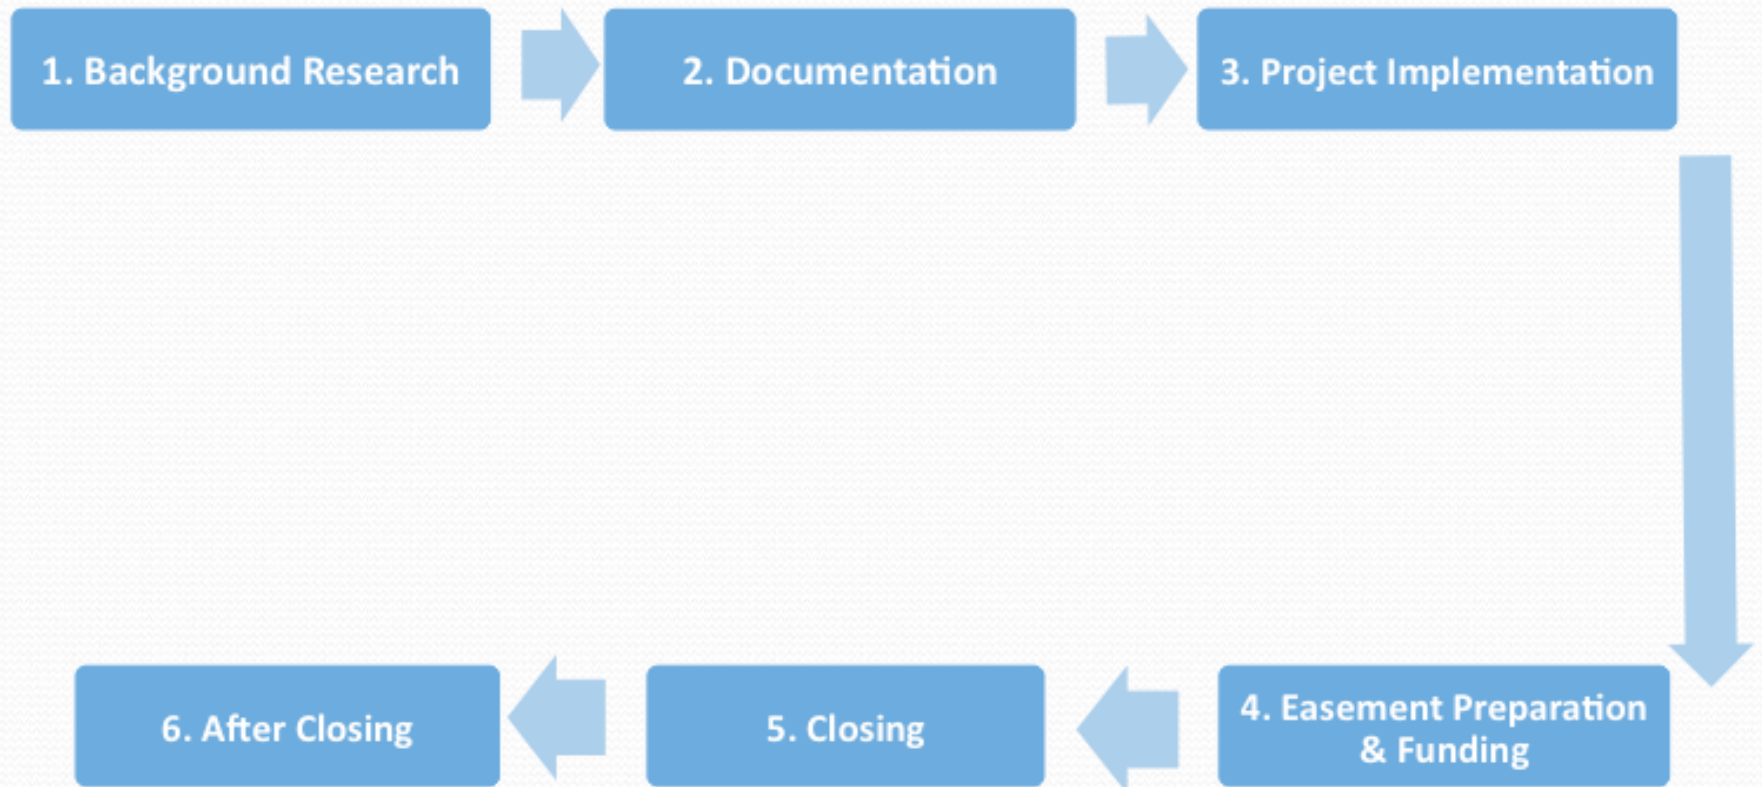 1. Background Research
2. Documentation
3. Project Implementation
4. Easement Preparation
& Funding
5. Closing
6. After Closing